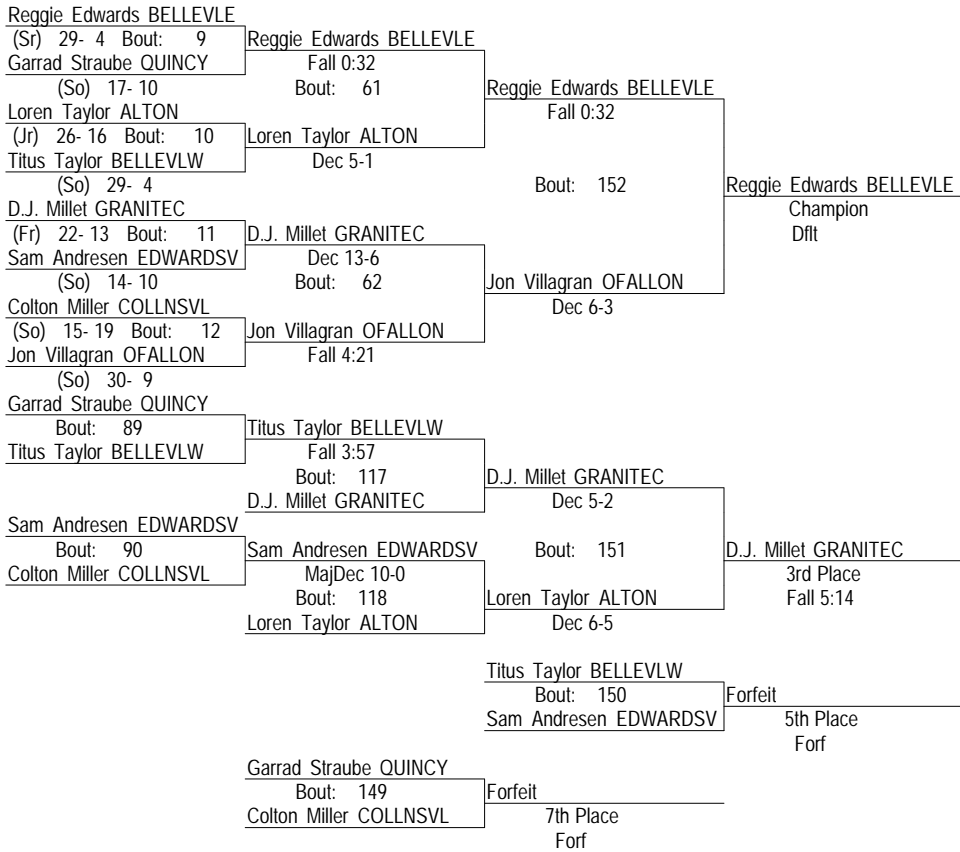 Reggie Edwards BELLEVLE
(Sr) 29- 4 Bout: 9
Reggie Edwards BELLEVLE
Garrad Straube QUINCY
Fall 0:32
(So) 17- 10
Bout: 61
Reggie Edwards BELLEVLE
Loren Taylor ALTON
Fall 0:32
(Jr) 26- 16 Bout: 10
Loren Taylor ALTON
Titus Taylor BELLEVLW
Dec 5-1
(So) 29- 4
Bout: 152
Reggie Edwards BELLEVLE
D.J. Millet GRANITEC
Champion
(Fr) 22- 13 Bout: 11
D.J. Millet GRANITEC
Dflt
Sam Andresen EDWARDSV
Dec 13-6
(So) 14- 10
Bout: 62
Jon Villagran OFALLON
Colton Miller COLLNSVL
Dec 6-3
(So) 15- 19 Bout: 12
Jon Villagran OFALLON
Jon Villagran OFALLON
Fall 4:21
(So) 30- 9
Garrad Straube QUINCY
Bout: 89
Titus Taylor BELLEVLW
Titus Taylor BELLEVLW
Fall 3:57
Bout: 117
D.J. Millet GRANITEC
D.J. Millet GRANITEC
Dec 5-2
Sam Andresen EDWARDSV
Bout: 90
Sam Andresen EDWARDSV
Bout: 151
D.J. Millet GRANITEC
Colton Miller COLLNSVL
MajDec 10-0
3rd Place
Bout: 118
Loren Taylor ALTON
Fall 5:14
Loren Taylor ALTON
Dec 6-5
Titus Taylor BELLEVLW
Bout: 150
Forfeit
Sam Andresen EDWARDSV
5th Place
Forf
Garrad Straube QUINCY
Bout: 149
Forfeit
Colton Miller COLLNSVL
7th Place
Forf